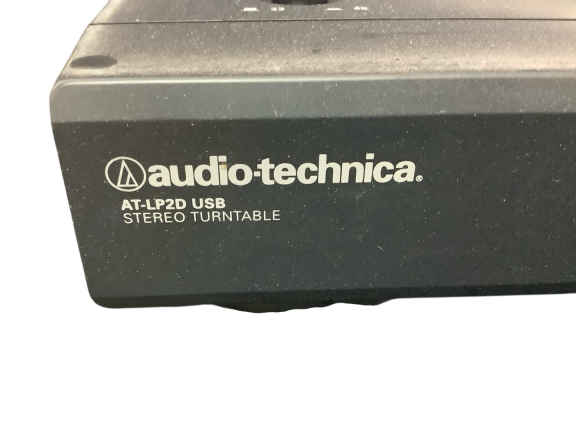 audio-technica®
AT-LP2D USB
STEREO TURNTABLE